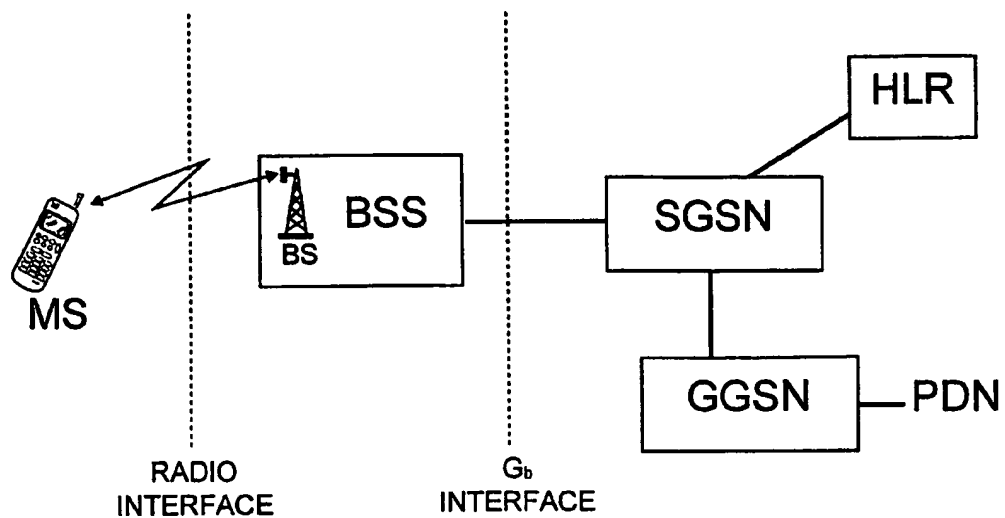 HLR
BSS
SGSN
BS
MS
GGSN
PDN
RADIO
INTERFACE
Gb
INTERFACE